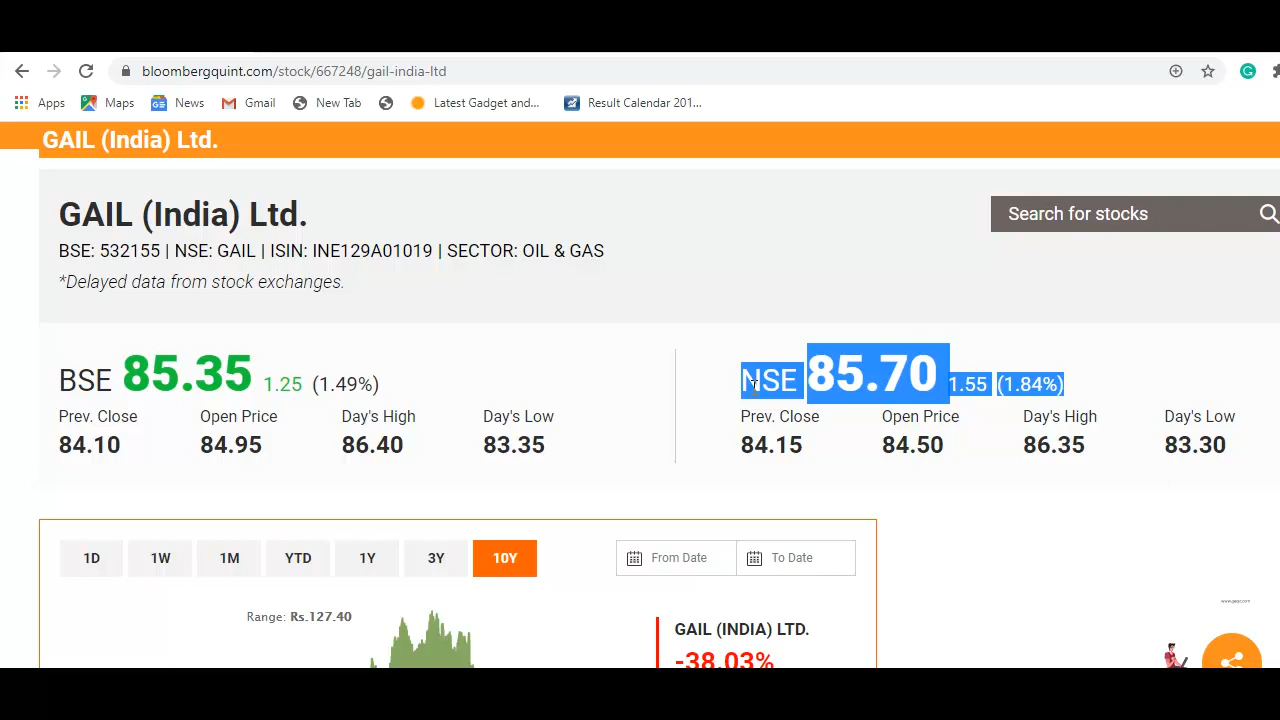 bloombergquint.com/stock/667248/gail-india-ltd
Apps Maps News Gmail New Tab Latest Gadget and... Result Calendar 201...
GAIL (India) Ltd.
GAIL (India) Ltd.
Search for stocks
BSE: 532155 | NSE: GAIL | ISIN: INE129A01019 | SECTOR: OIL & GAS
*Delayed data from stock exchanges.
BSE 85.35 1.25 (1.49%)
Prev. Close Open Price Day's High Day's Low
84.10 84.95 86.40 83.35
NSE 85.70 1.55 (1.84%)
Prev. Close Open Price Day's High Day's Low
84.15 84.50 86.35 83.30
1D 1W 1M YTD 1Y 3Y 10Y
From Date To Date
Range: Rs.127.40
GAIL (INDIA) LTD.
-38.03%